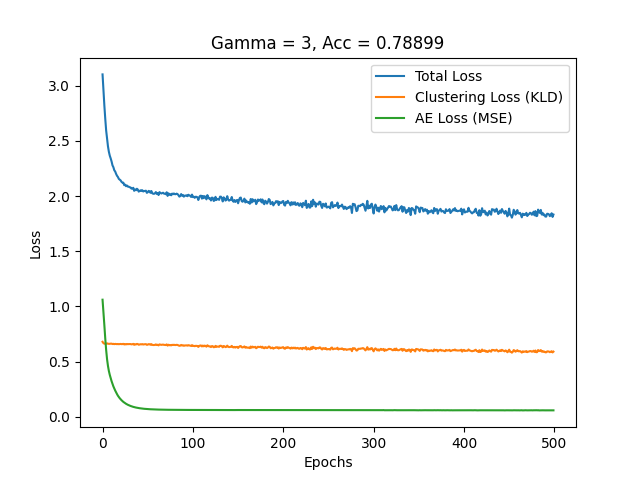 Gamma = 3, Acc = 0.78899
Total Loss
Clustering Loss (KLD)
AE Loss (MSE)
3.0
2.5
2.0
1.5
1.0
0.5
0.0
Loss
0 100 200 300 400 500
Epochs